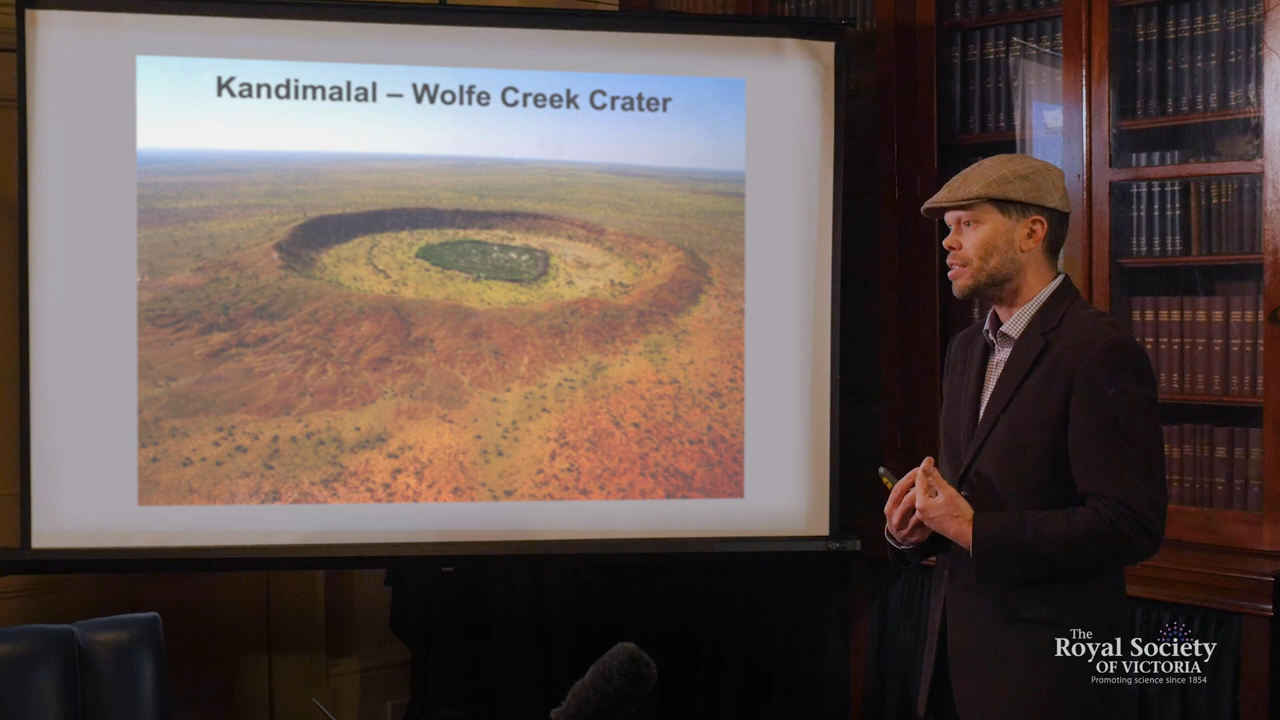 Kandimalal – Wolfe Creek Crater
The
Royal Society
OF VICTORIA
Promoting science since 1854